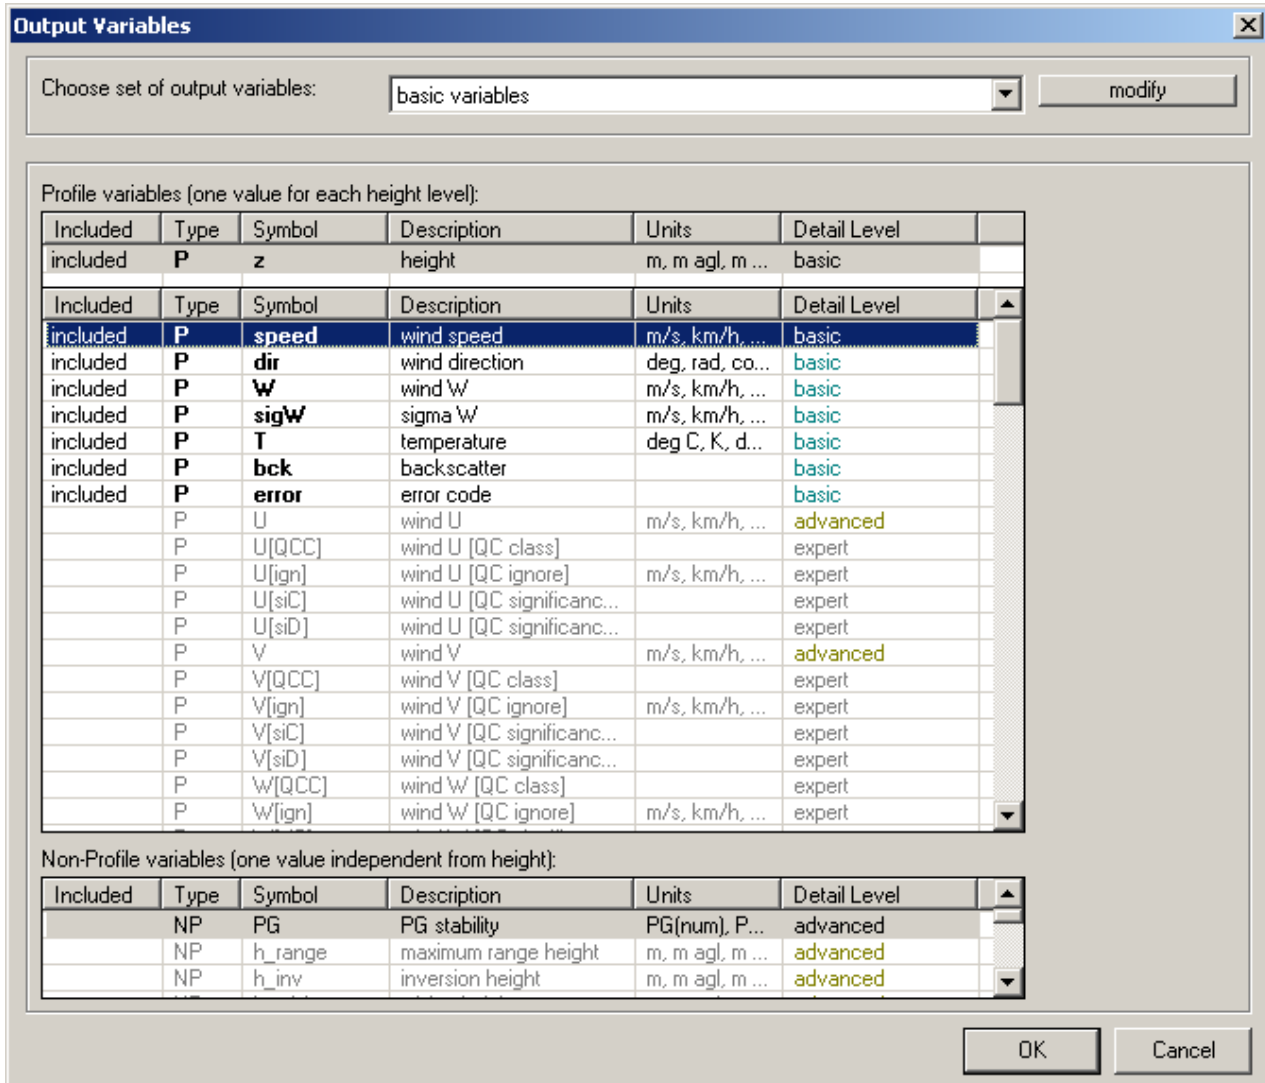 Output Variables
Choose set of output variables: basic variables modify
Profile variables (one value for each height level):
Included Type Symbol Description Units Detail Level
included P z height m, m agl, m ... basic
Included Type Symbol Description Units Detail Level
included P speed wind speed m/s, km/h, ... basic
included P dir wind direction deg, rad, co... basic
included P W wind W m/s, km/h, ... basic
included P sigW sigma W m/s, km/h, ... basic
included P T temperature deg C, K, d... basic
included P bck backscatter basic
included P error error code basic
P U wind U m/s, km/h, ... advanced
P U[QCC] wind U [QC class] expert
P U[ign] wind U [QC ignore] m/s, km/h, ... expert
P U[siC] wind U [QC significanc... expert
P U[siD] wind U [QC significanc... expert
P V wind V m/s, km/h, ... advanced
P V[QCC] wind V [QC class] expert
P V[ign] wind V [QC ignore] m/s, km/h, ... expert
P V[siC] wind V [QC significanc... expert
P V[siD] wind V [QC significanc... expert
P W[QCC] wind W [QC class] expert
P W[ign] wind W [QC ignore] m/s, km/h, ... expert
Non-Profile variables (one value independent from height):
Included Type Symbol Description Units Detail Level
NP PG PG stability PG(num), P... advanced
NP h_range maximum range height m, m agl, m ... advanced
NP h_inv inversion height m, m agl, m ... advanced
OK Cancel